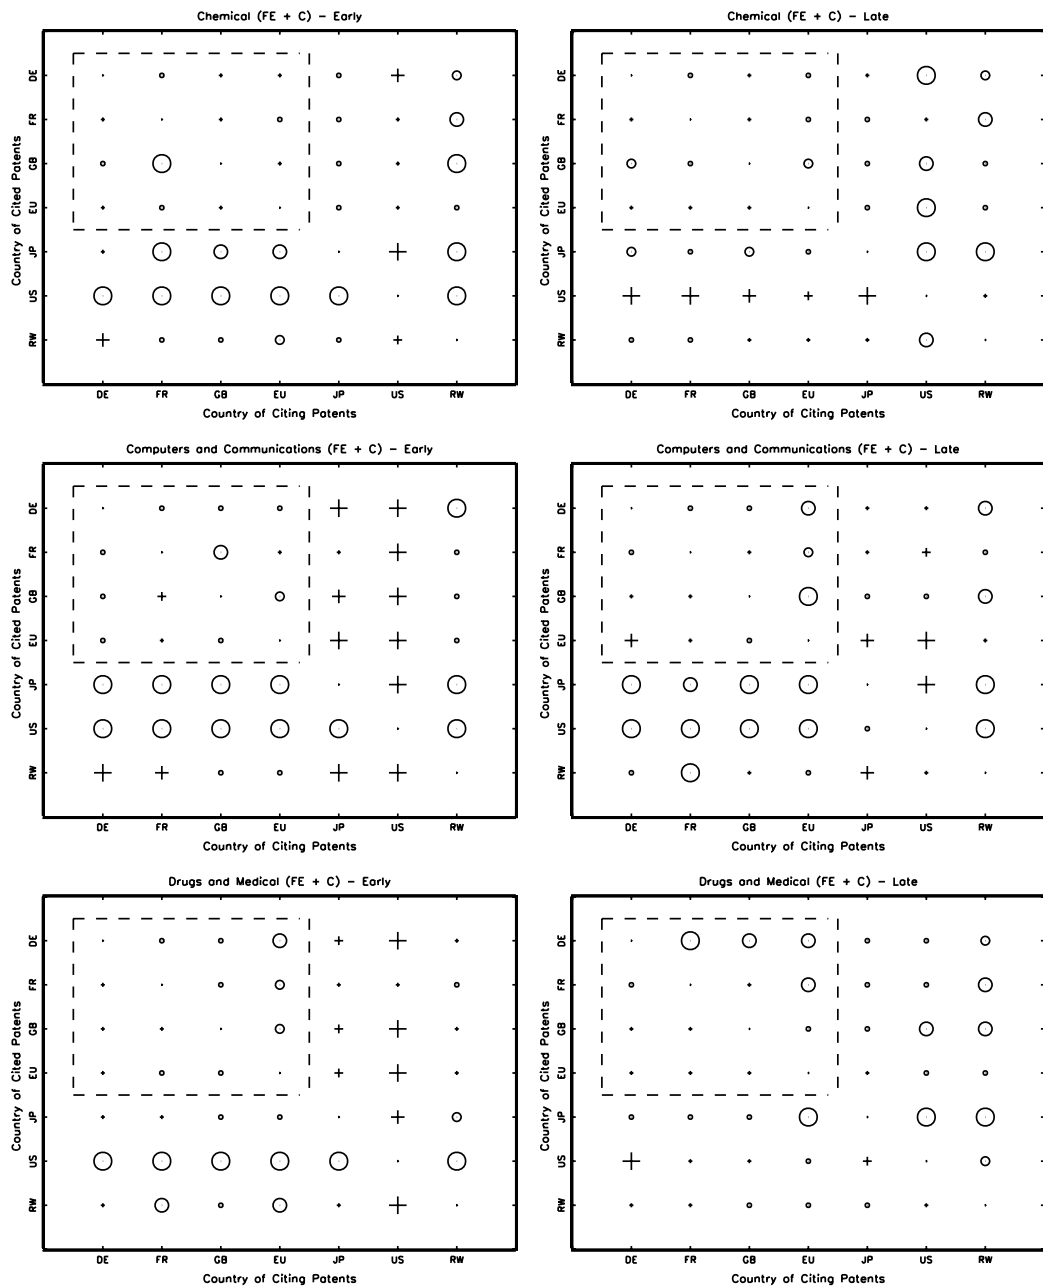 Chemical (FE + C) – Early
Country of Cited Patents
DE
FR
GB
EU
JP
US
RW
DE FR GB EU JP US RW
Country of Citing Patents
Chemical (FE + C) – Late
Country of Cited Patents
DE
FR
GB
EU
JP
US
RW
DE FR GB EU JP US RW
Country of Citing Patents
Computers and Communications (FE + C) – Early
Country of Cited Patents
DE
FR
GB
EU
JP
US
RW
DE FR GB EU JP US RW
Country of Citing Patents
Computers and Communications (FE + C) – Late
Country of Cited Patents
DE
FR
GB
EU
JP
US
RW
DE FR GB EU JP US RW
Country of Citing Patents
Drugs and Medical (FE + C) – Early
Country of Cited Patents
DE
FR
GB
EU
JP
US
RW
DE FR GB EU JP US RW
Country of Citing Patents
Drugs and Medical (FE + C) – Late
Country of Cited Patents
DE
FR
GB
EU
JP
US
RW
DE FR GB EU JP US RW
Country of Citing Patents